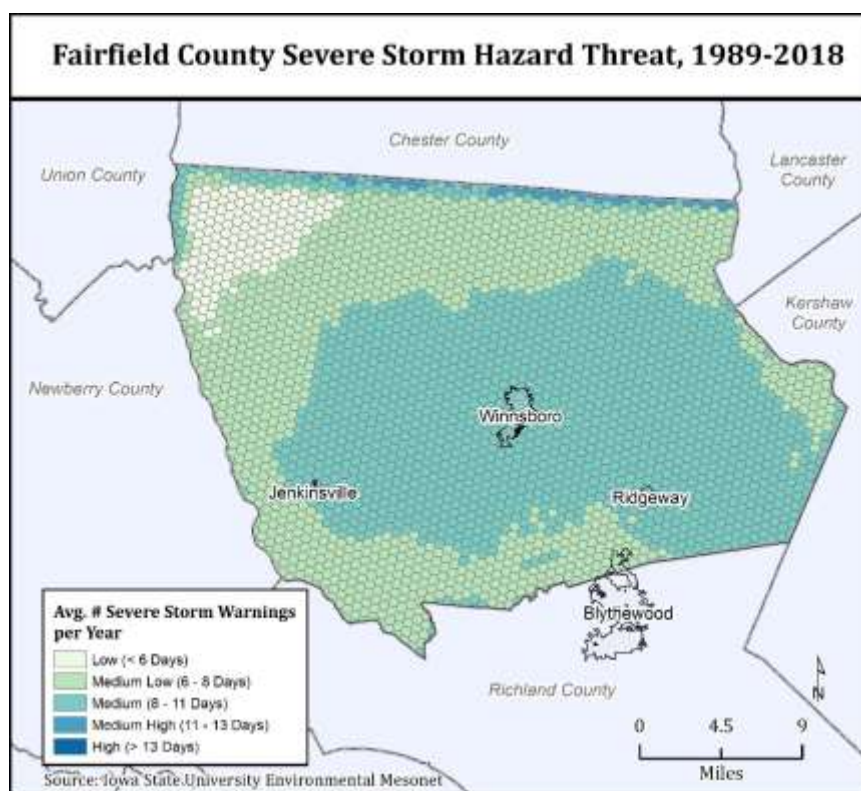 Fairfield County Severe Storm Hazard Threat, 1989-2018
Chester County
Union County
Lancaster
County
Kershaw
County
Newberry County
Winnsboro
Jenkinsville
Ridgeway
Blythewood
Richland County
Avg. # Severe Storm Warnings
per Year
Low (< 6 Days)
Medium Low (6 - 8 Days)
Medium (8 - 11 Days)
Medium High (11 - 13 Days)
High (> 13 Days)
N
0 4.5 9
Miles
Source: Iowa State University Environmental Mesonet